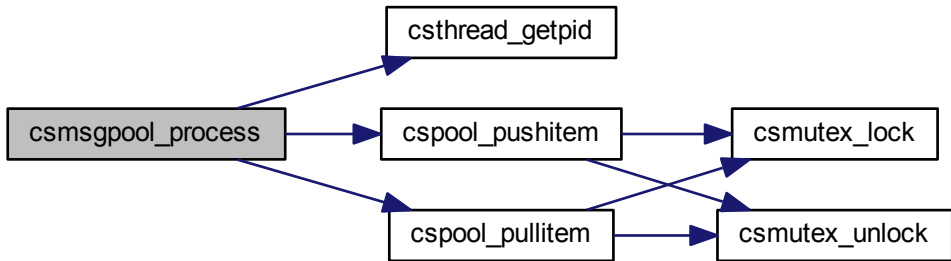 csthread_getpid
csmsgpool_process
cspool_pushitem
csmutex_lock
cspool_pullitem
csmutex_unlock